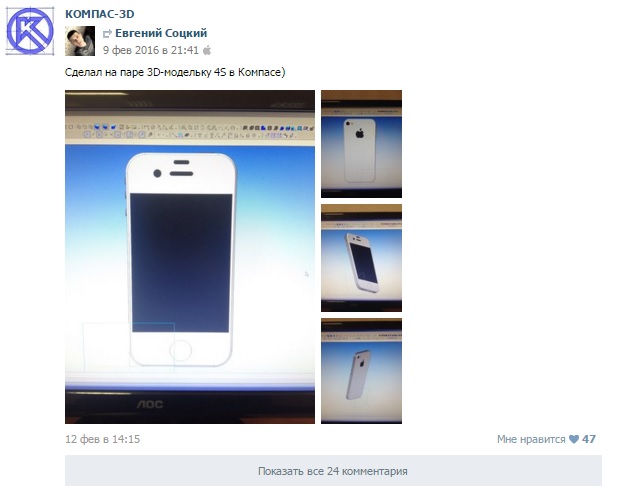 КОМПАС-3D
Евгений Соцкий
9 фев 2016 в 21:41
Сделал на паре 3D-модельку 4S в Компасе)
AOC
12 фев в 14:15
Мне нравится 47
Показать все 24 комментария